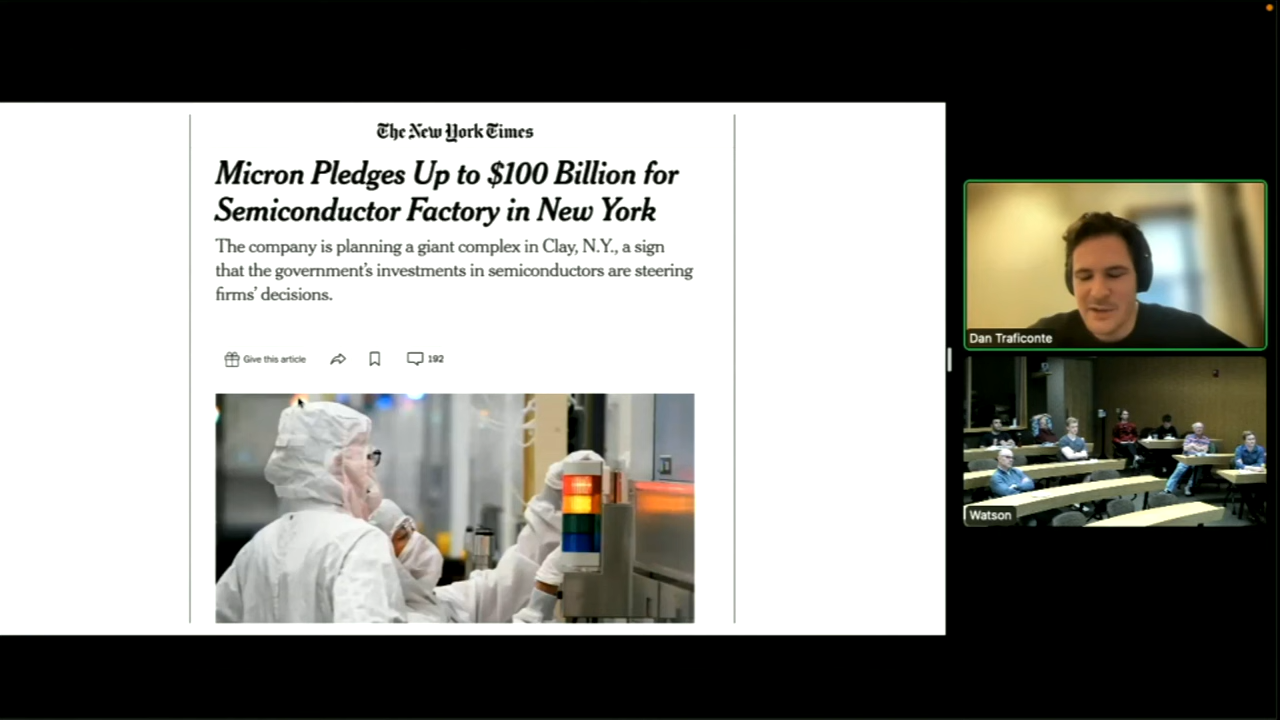 The New York Times
Micron Pledges Up to $100 Billion for
Semiconductor Factory in New York
The company is planning a giant complex in Clay, N.Y., a sign
that the government's investments in semiconductors are steering
firms' decisions.
Give this article
192
Dan Traficonte
Watson